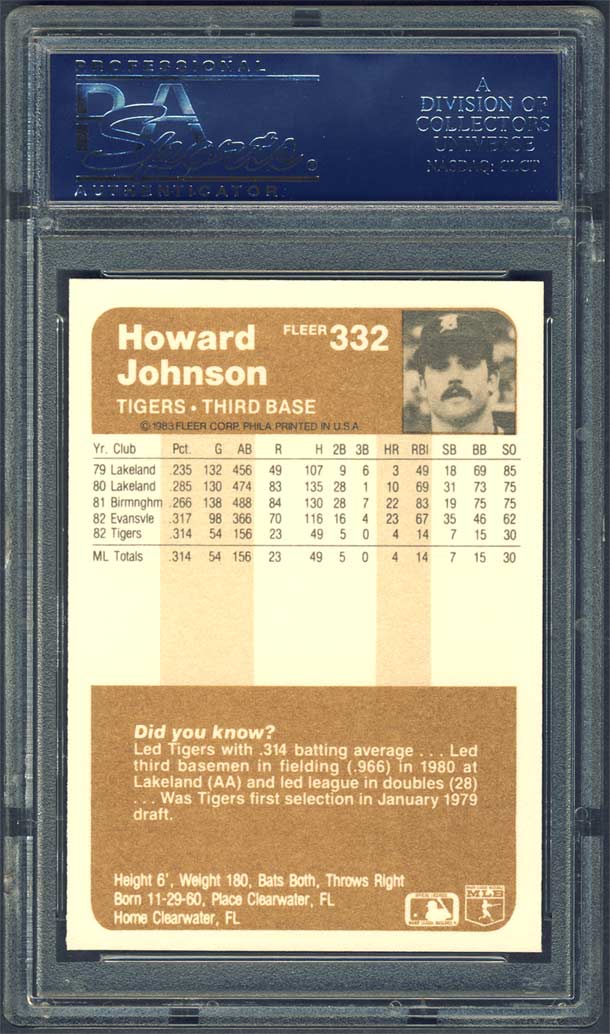 PROFESSIONAL
PSA
Sports®
AUTHENTICATOR
A
DIVISION OF
COLLECTORS
UNIVERSE
NASDAQ: CLCT
Howard
Johnson
FLEER 332
TIGERS • THIRD BASE
© 1983 FLEER CORP. PHILA. PRINTED IN U.S.A.
Yr. Club Pct. G AB R H 2B 3B HR RBI SB BB SO
79 Lakeland .235 132 456 49 107 9 6 3 49 18 69 85
80 Lakeland .285 130 474 83 135 28 1 10 69 31 73 75
81 Birmnghm .266 138 488 84 130 28 7 22 83 19 75 75
82 Evansvle .317 98 366 70 116 16 4 23 67 35 46 62
82 Tigers .314 54 156 23 49 5 0 4 14 7 15 30
ML Totals .314 54 156 23 49 5 0 4 14 7 15 30
Did you know?
Led Tigers with .314 batting average . . . Led
third basemen in fielding (.966) in 1980 at
Lakeland (AA) and led league in doubles (28)
. . . Was Tigers first selection in January 1979
draft.
Height 6', Weight 180, Bats Both, Throws Right
Born 11-29-60, Place Clearwater, FL
Home Clearwater, FL
MLB